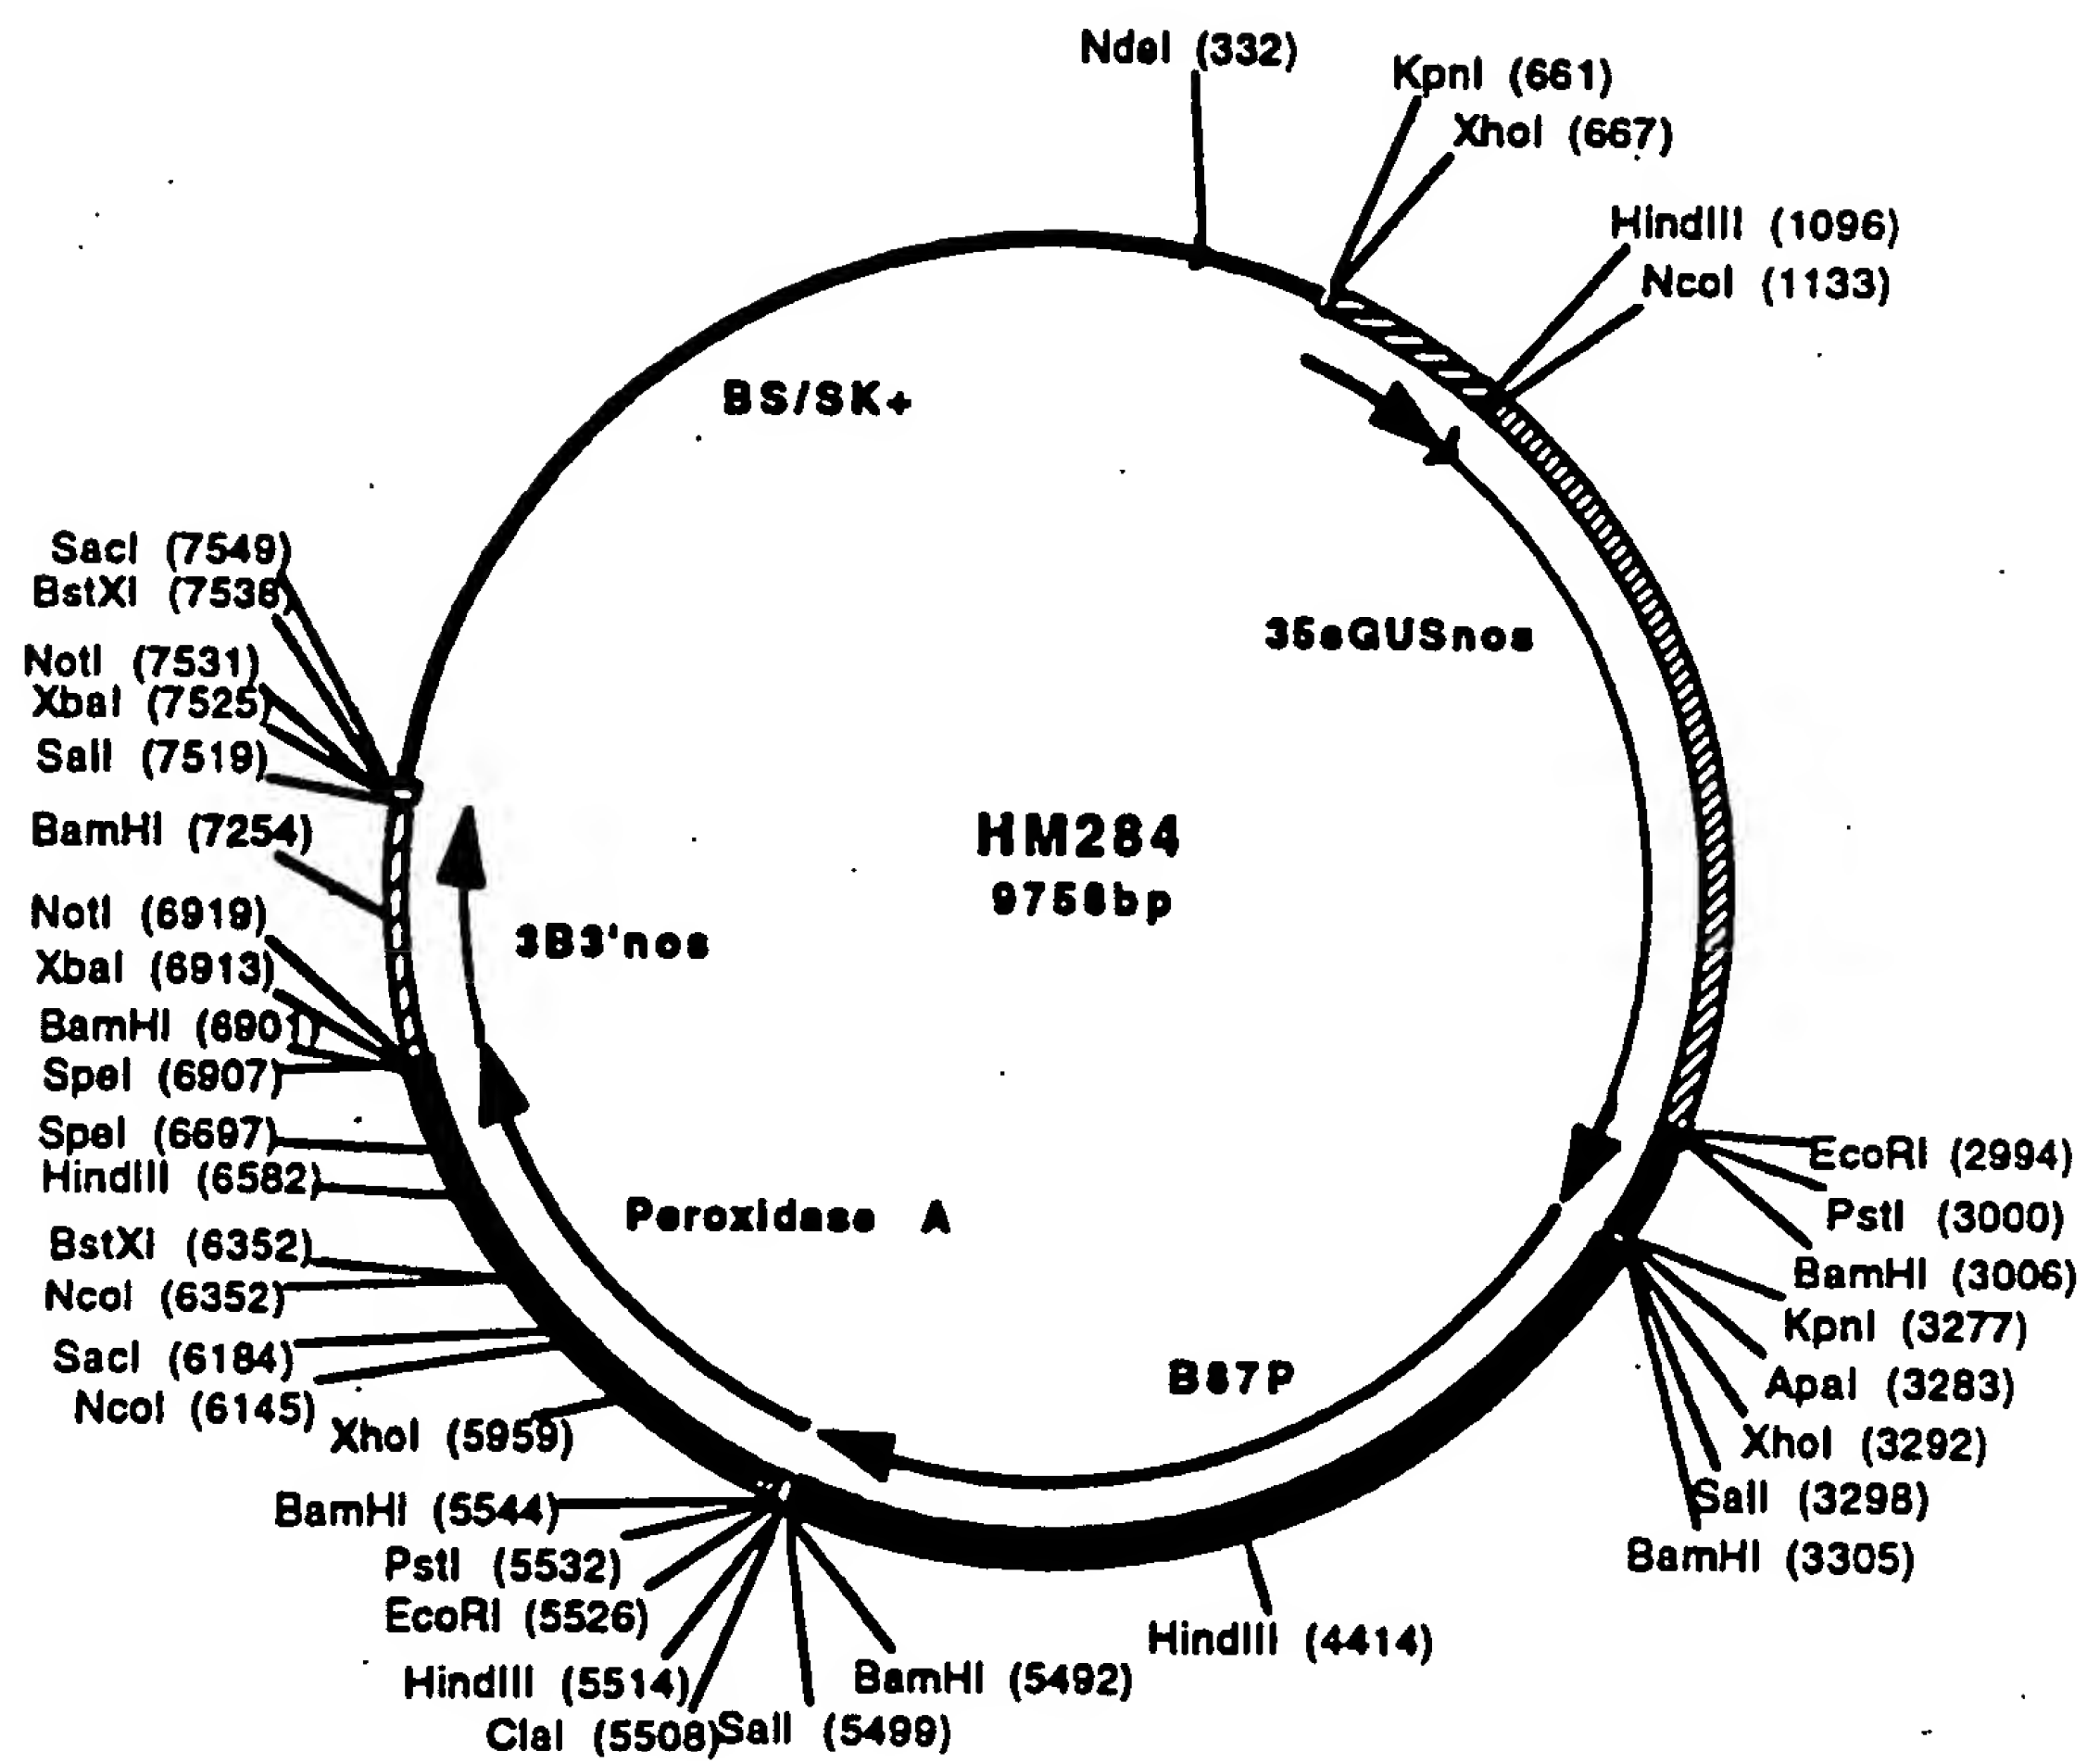 NdeI (332)
KpnI (661)
XhoI (667)
HindIII (1096)
NcoI (1133)
BS/SK+
35sGUSnos
SacI (7549)
BstXI (7538)
NotI (7531)
XbaI (7525)
SalI (7519)
BamHI (7254)
HM284
9758bp
NotI (6919)
3B3'nos
XbaI (6913)
BamHI (6901)
SpeI (6907)
SpeI (6697)
HindIII (6582)
EcoRI (2994)
PstI (3000)
Peroxidase A
BstXI (6352)
BamHI (3006)
NcoI (6352)
KpnI (3277)
SacI (6184)
B87P
ApaI (3283)
NcoI (6145)
XhoI (5959)
XhoI (3292)
SalI (3298)
BamHI (5544)
BamHI (3305)
PstI (5532)
EcoRI (5526)
HindIII (4414)
HindIII (5514)
BamHI (5492)
ClaI (5508)
SalI (5499)